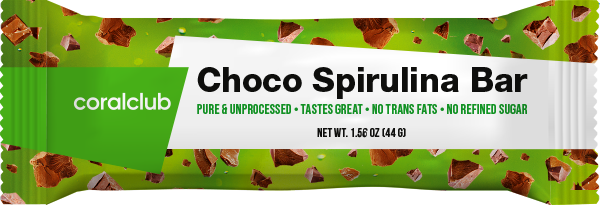 coralclub
Choco Spirulina Bar
PURE & UNPROCESSED • TASTES GREAT • NO TRANS FATS • NO REFINED SUGAR
NET WT. 1.56 OZ (44 G)